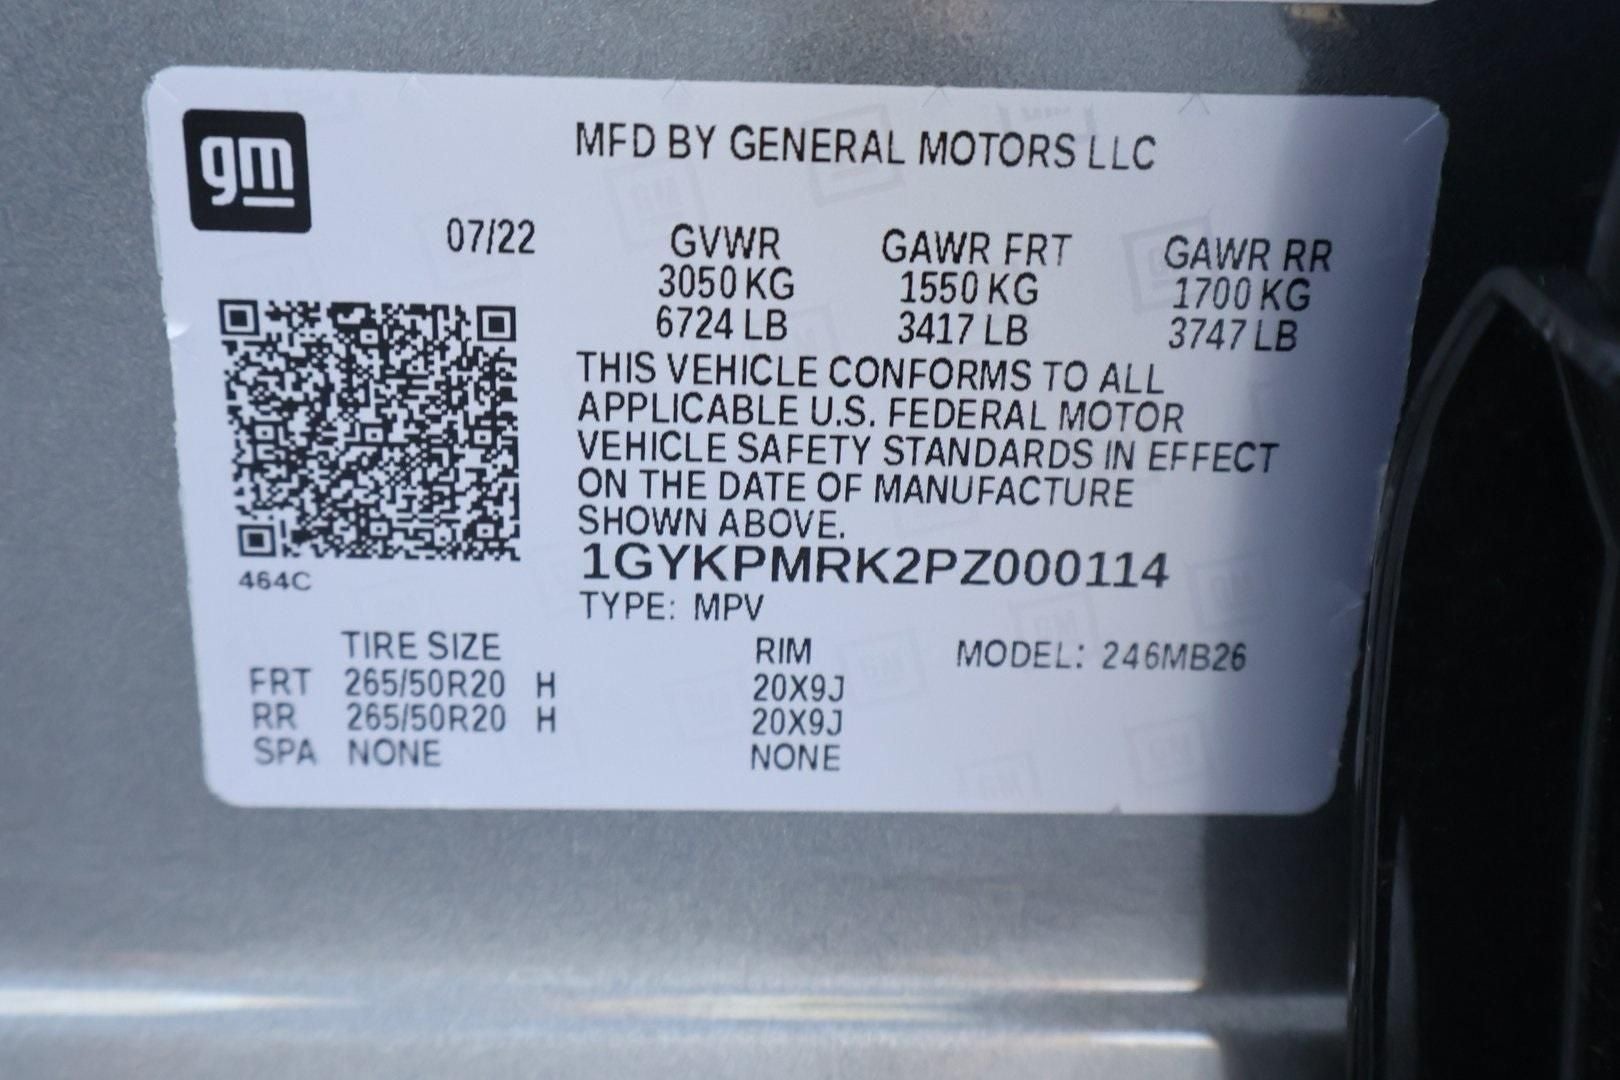 gm
MFD BY GENERAL MOTORS LLC
07/22 GVWR GAWR FRT GAWR RR
3050 KG 1550 KG 1700 KG
6724 LB 3417 LB 3747 LB
THIS VEHICLE CONFORMS TO ALL
APPLICABLE U.S. FEDERAL MOTOR
VEHICLE SAFETY STANDARDS IN EFFECT
ON THE DATE OF MANUFACTURE
SHOWN ABOVE.
1GYKPMRK2PZ000114
464C
TYPE: MPV
TIRE SIZE RIM MODEL: 246MB26
FRT 265/50R20 H 20X9J
RR 265/50R20 H 20X9J
SPA NONE NONE